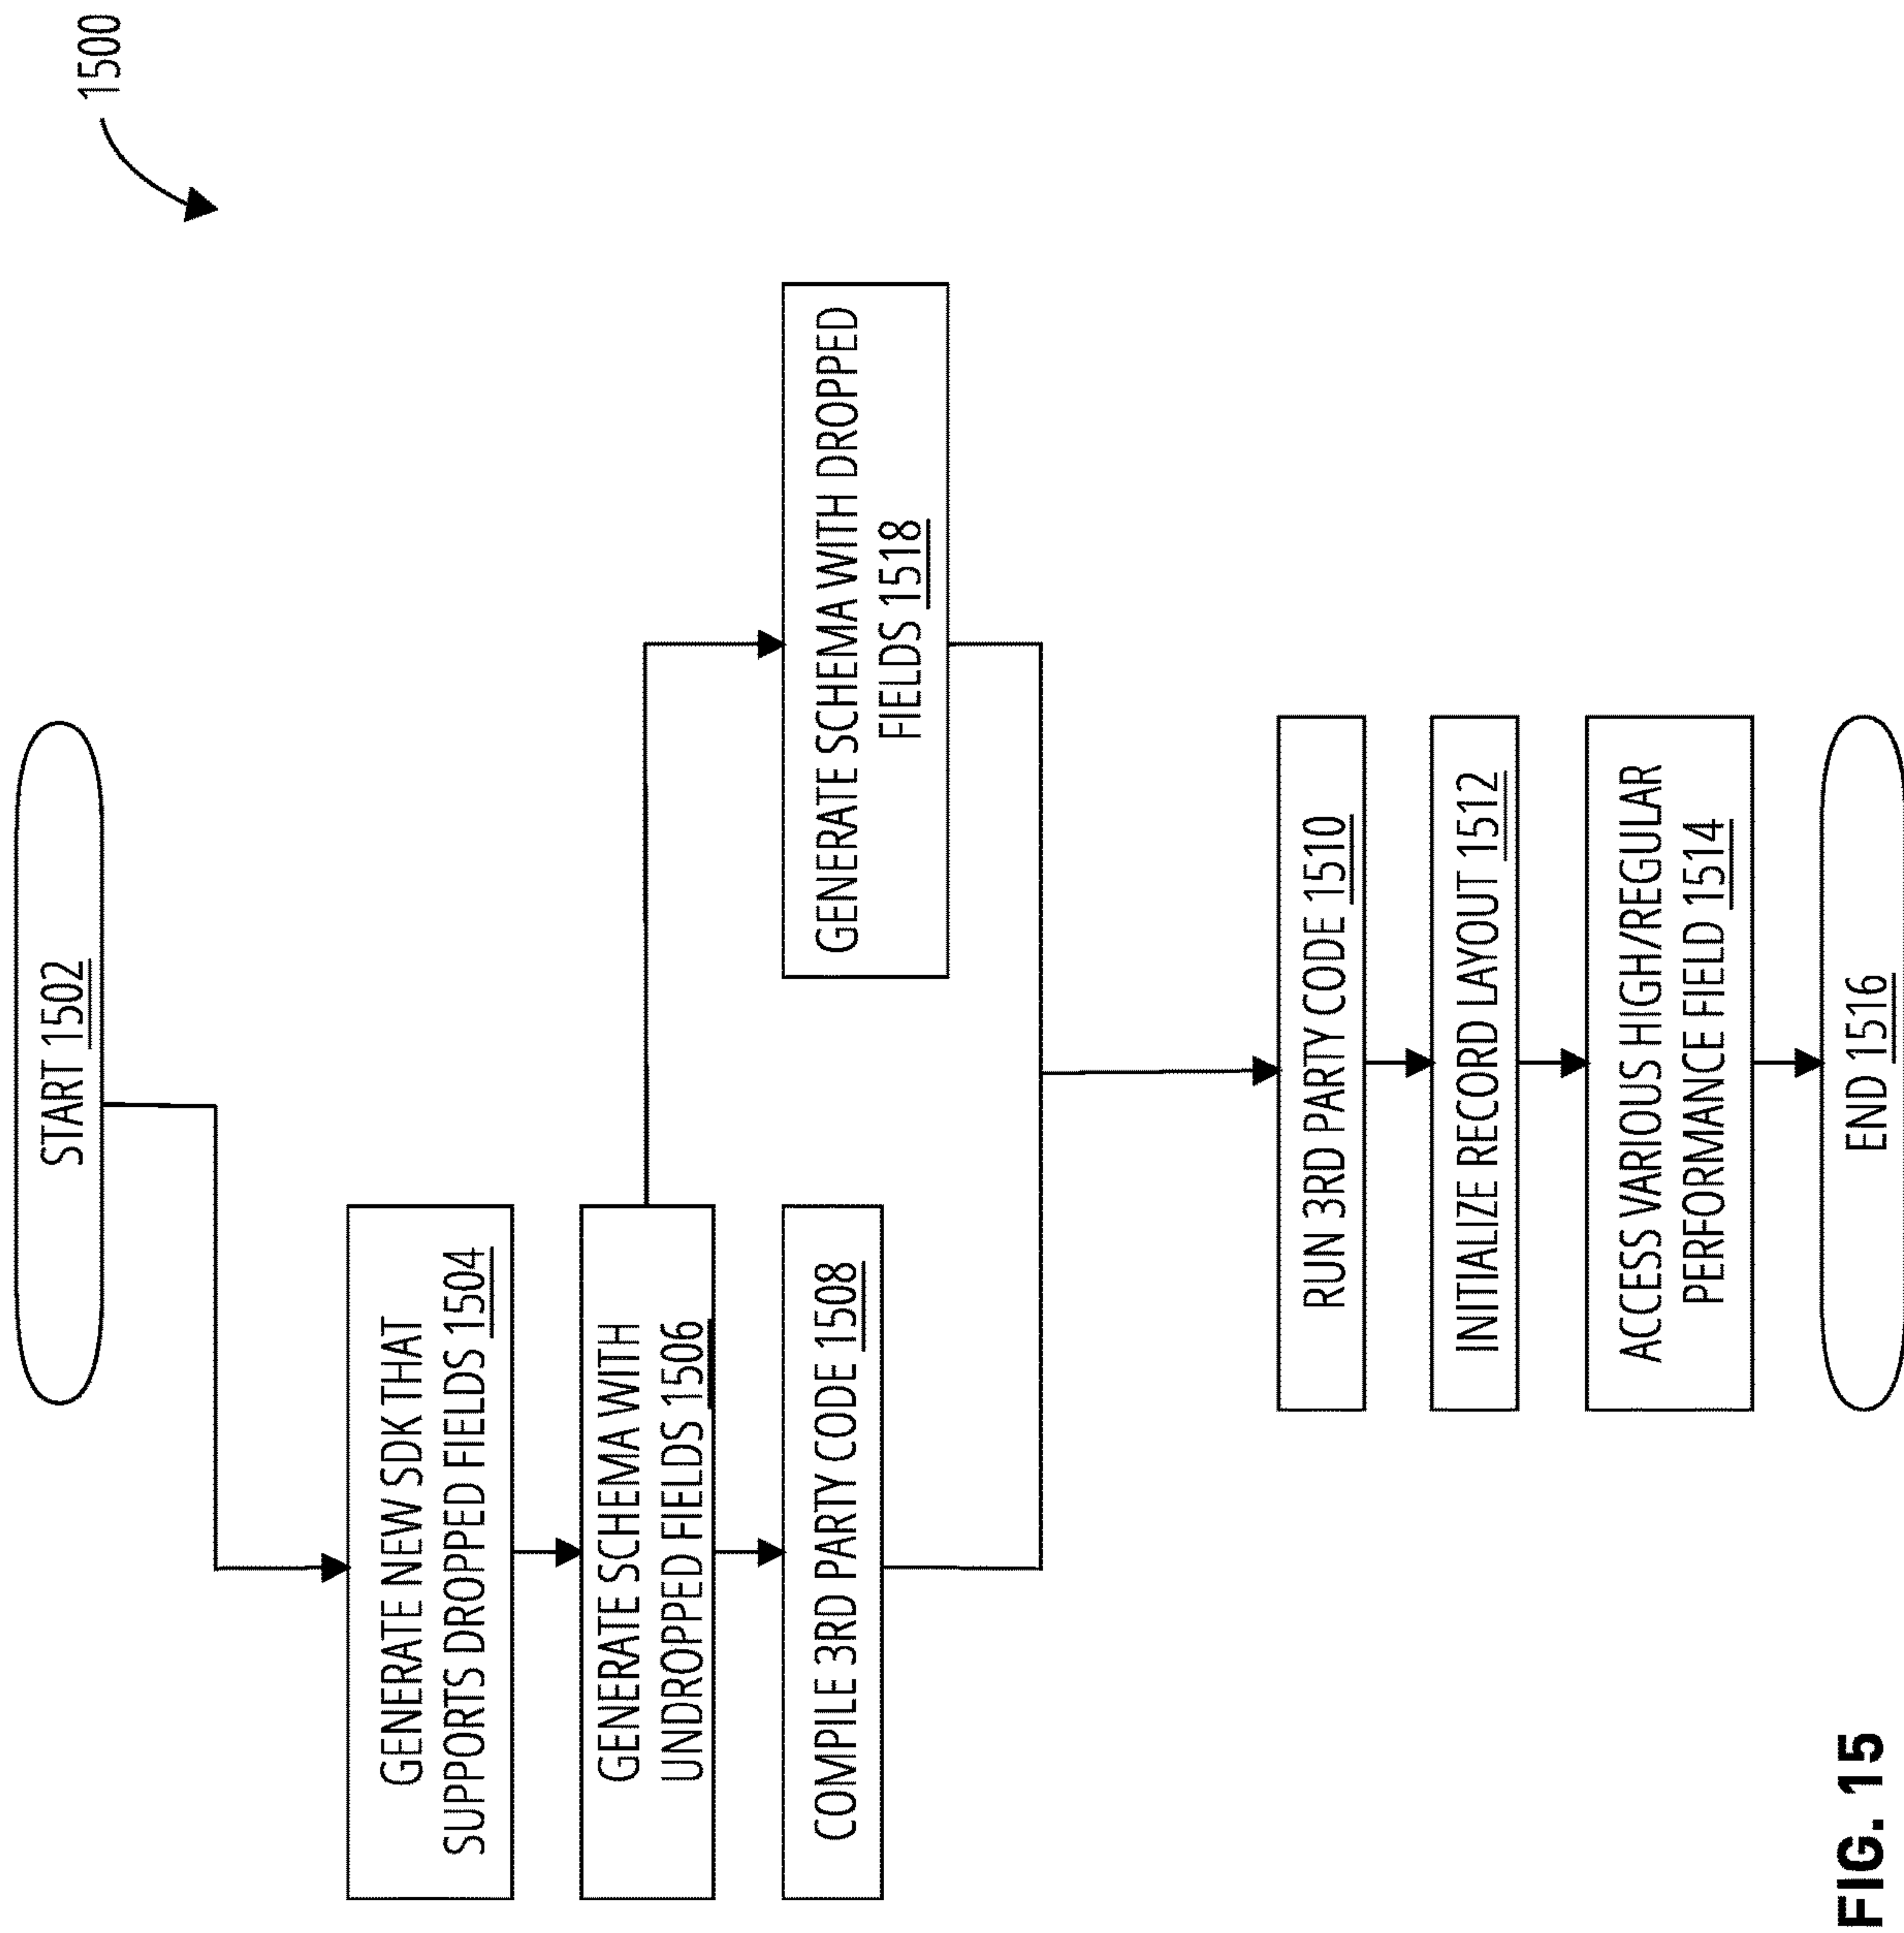 1500
START 1502
GENERATE NEW SDK THAT
SUPPORTS DROPPED FIELDS 1504
GENERATE SCHEMA WITH
UNDROPPED FIELDS 1506
COMPILE 3RD PARTY CODE 1508
GENERATE SCHEMA WITH DROPPED
FIELDS 1518
RUN 3RD PARTY CODE 1510
INITIALIZE RECORD LAYOUT 1512
ACCESS VARIOUS HIGH/REGULAR
PERFORMANCE FIELD 1514
END 1516
FIG. 15